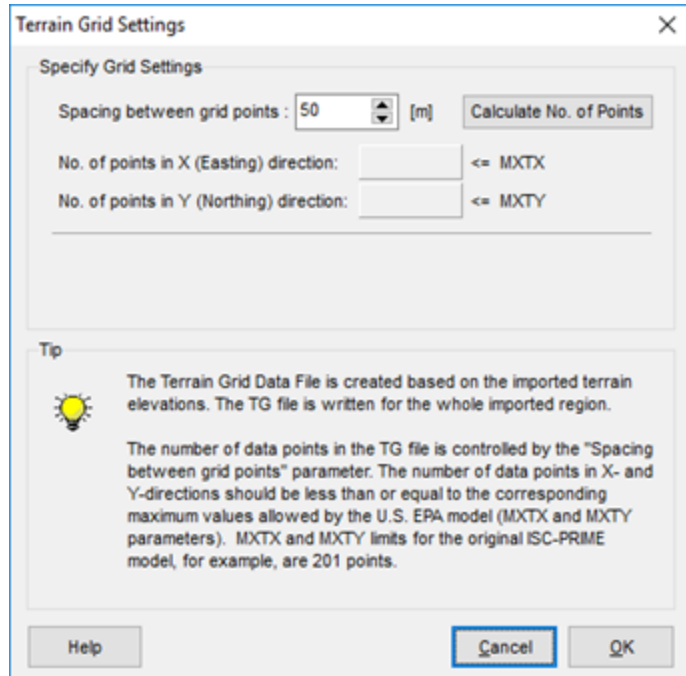 Terrain Grid Settings
Specify Grid Settings
Spacing between grid points : 50 [m] Calculate No. of Points
No. of points in X (Easting) direction: <= MXTX
No. of points in Y (Northing) direction: <= MXTY
Tip
The Terrain Grid Data File is created based on the imported terrain
elevations. The TG file is written for the whole imported region.
The number of data points in the TG file is controlled by the "Spacing
between grid points" parameter. The number of data points in X- and
Y-directions should be less than or equal to the corresponding
maximum values allowed by the U.S. EPA model (MXTX and MXTY
parameters).  MXTX and MXTY limits for the original ISC-PRIME
model, for example, are 201 points.
Help Cancel OK